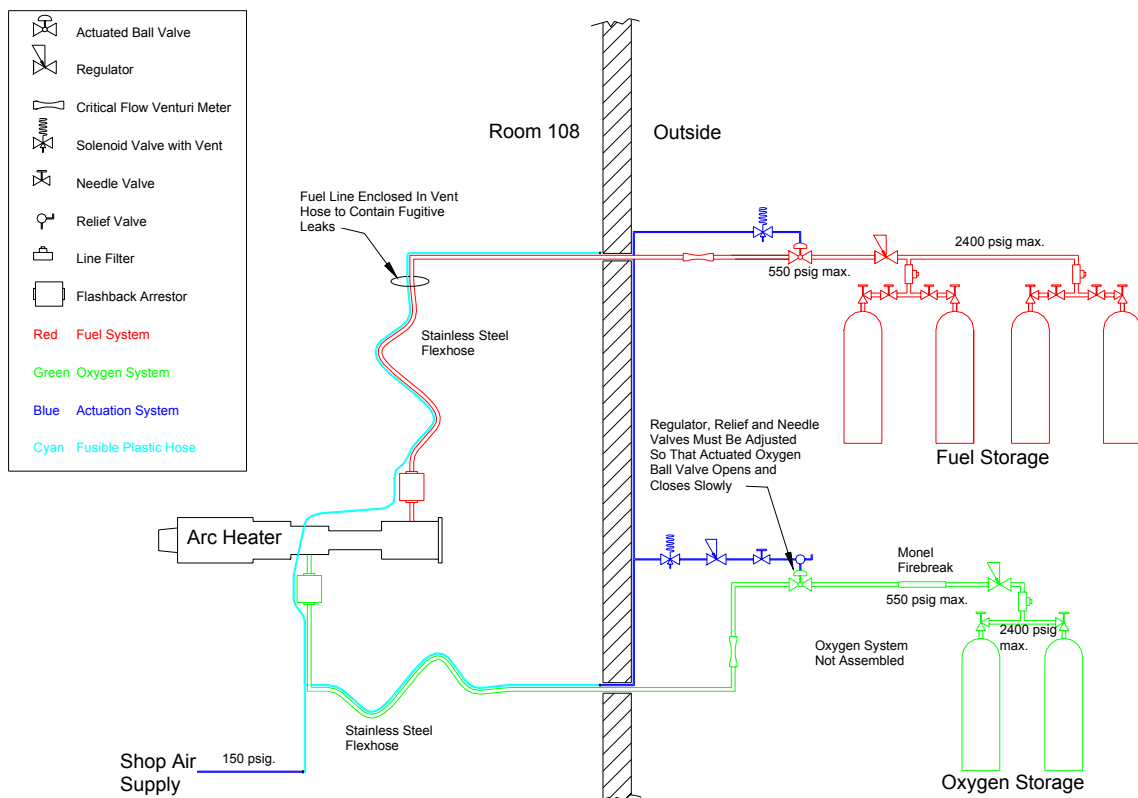 Actuated Ball Valve
Regulator
Critical Flow Venturi Meter
Solenoid Valve with Vent
Needle Valve
Relief Valve
Line Filter
Flashback Arrestor
Red Fuel System
Green Oxygen System
Blue Actuation System
Cyan Fusible Plastic Hose
Room 108
Outside
Fuel Line Enclosed In Vent
Hose to Contain Fugitive
Leaks
2400 psig max.
550 psig max.
Stainless Steel
Flexhose
Fuel Storage
Regulator, Relief and Needle
Valves Must Be Adjusted
So That Actuated Oxygen
Ball Valve Opens and
Closes Slowly
Arc Heater
Monel
Firebreak
550 psig max.
2400 psig
max.
Oxygen System
Not Assembled
Stainless Steel
Flexhose
Shop Air
Supply
150 psig.
Oxygen Storage